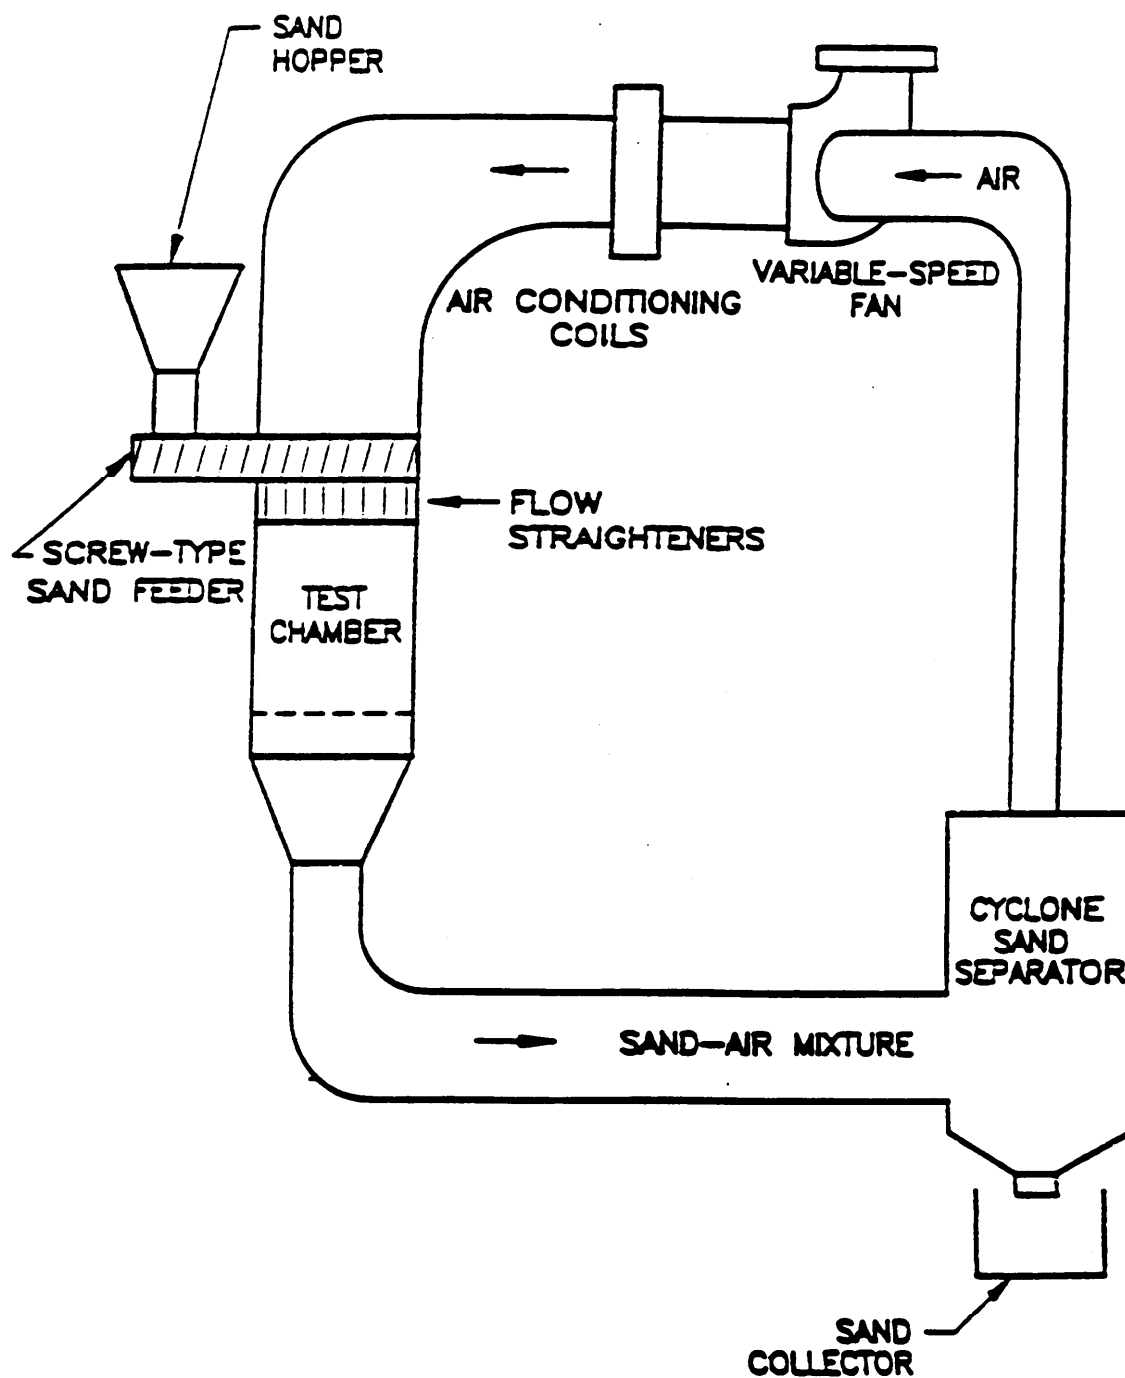 SAND
HOPPER
AIR
VARIABLE-SPEED
FAN
AIR CONDITIONING
COILS
FLOW
STRAIGHTENERS
SCREW-TYPE
SAND FEEDER
TEST
CHAMBER
CYCLONE
SAND
SEPARATOR
SAND-AIR MIXTURE
SAND
COLLECTOR